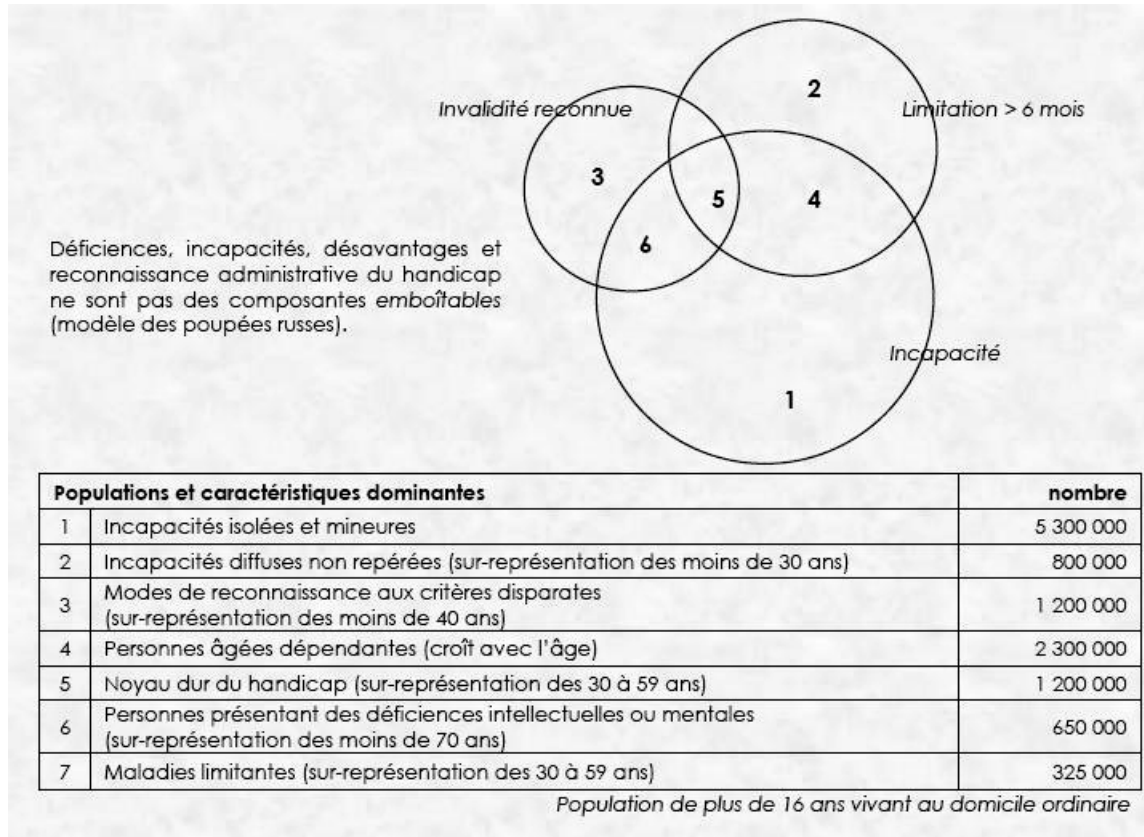 2
Invalidité reconnue
Limitation > 6 mois
3
5
4
6
Déficiences, incapacités, désavantages et
reconnaissance administrative du handicap
ne sont pas des composantes emboîtables
(modèle des poupées russes).
Incapacité
1
Populations et caractéristiques dominantes nombre
1 Incapacités isolées et mineures 5 300 000
2 Incapacités diffuses non repérées (sur-représentation des moins de 30 ans) 800 000
3 Modes de reconnaissance aux critères disparates
(sur-représentation des moins de 40 ans) 1 200 000
4 Personnes âgées dépendantes (croît avec l'âge) 2 300 000
5 Noyau dur du handicap (sur-représentation des 30 à 59 ans) 1 200 000
6 Personnes présentant des déficiences intellectuelles ou mentales
(sur-représentation des moins de 70 ans) 650 000
7 Maladies limitantes (sur-représentation des 30 à 59 ans) 325 000
Population de plus de 16 ans vivant au domicile ordinaire